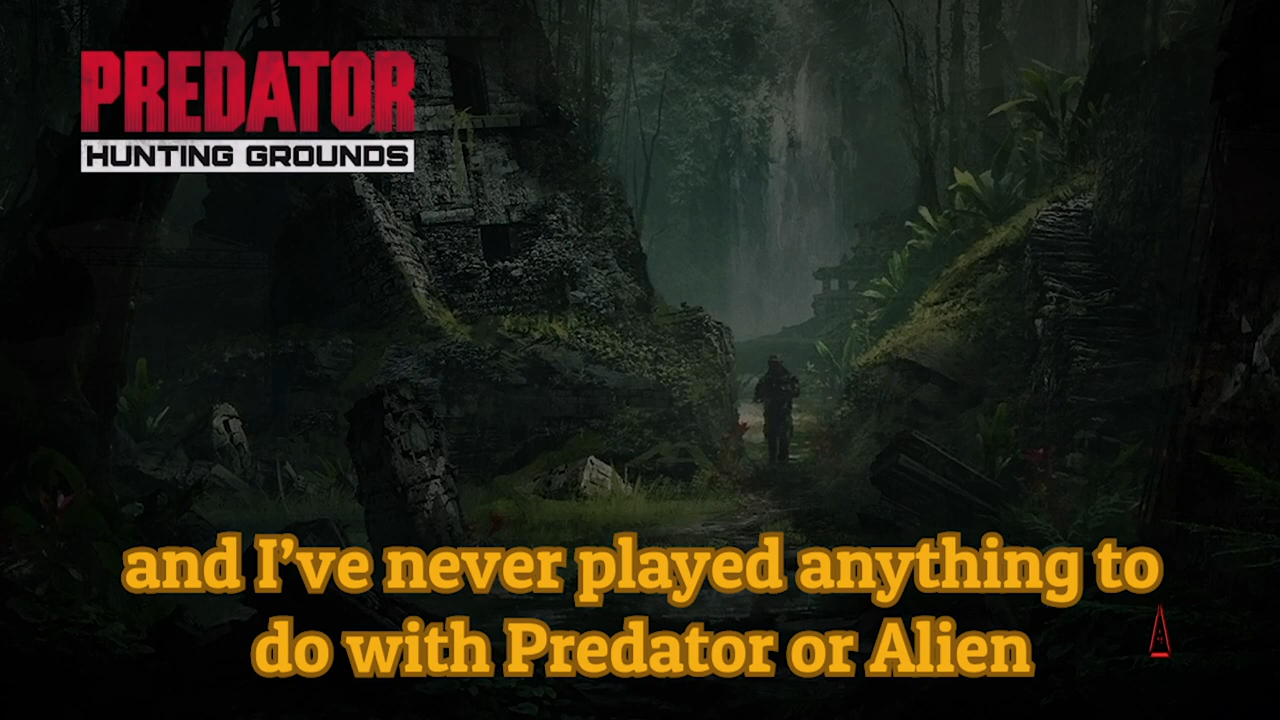 PREDATOR
HUNTING GROUNDS
and I’ve never played anything to
do with Predator or Alien